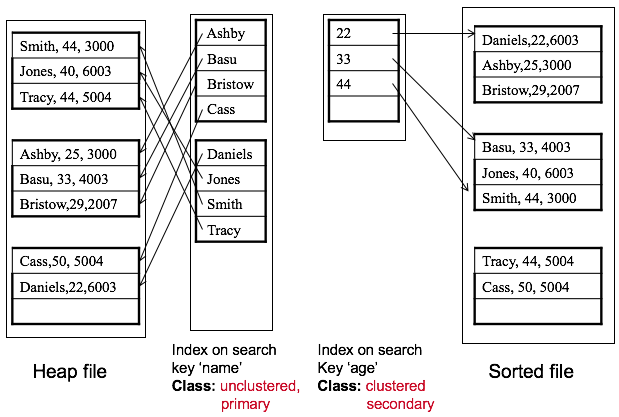 Smith, 44, 3000
Jones, 40, 6003
Tracy, 44, 5004
Ashby, 25, 3000
Basu, 33, 4003
Bristow,29,2007
Cass,50, 5004
Daniels,22,6003
Heap file
Ashby
Basu
Bristow
Cass
Daniels
Jones
Smith
Tracy
Index on search
key ‘name’
Class: unclustered,
primary
22
33
44
Index on search
Key ‘age’
Class: clustered
secondary
Daniels,22,6003
Ashby,25,3000
Bristow,29,2007
Basu, 33, 4003
Jones, 40, 6003
Smith, 44, 3000
Tracy, 44, 5004
Cass, 50, 5004
Sorted file